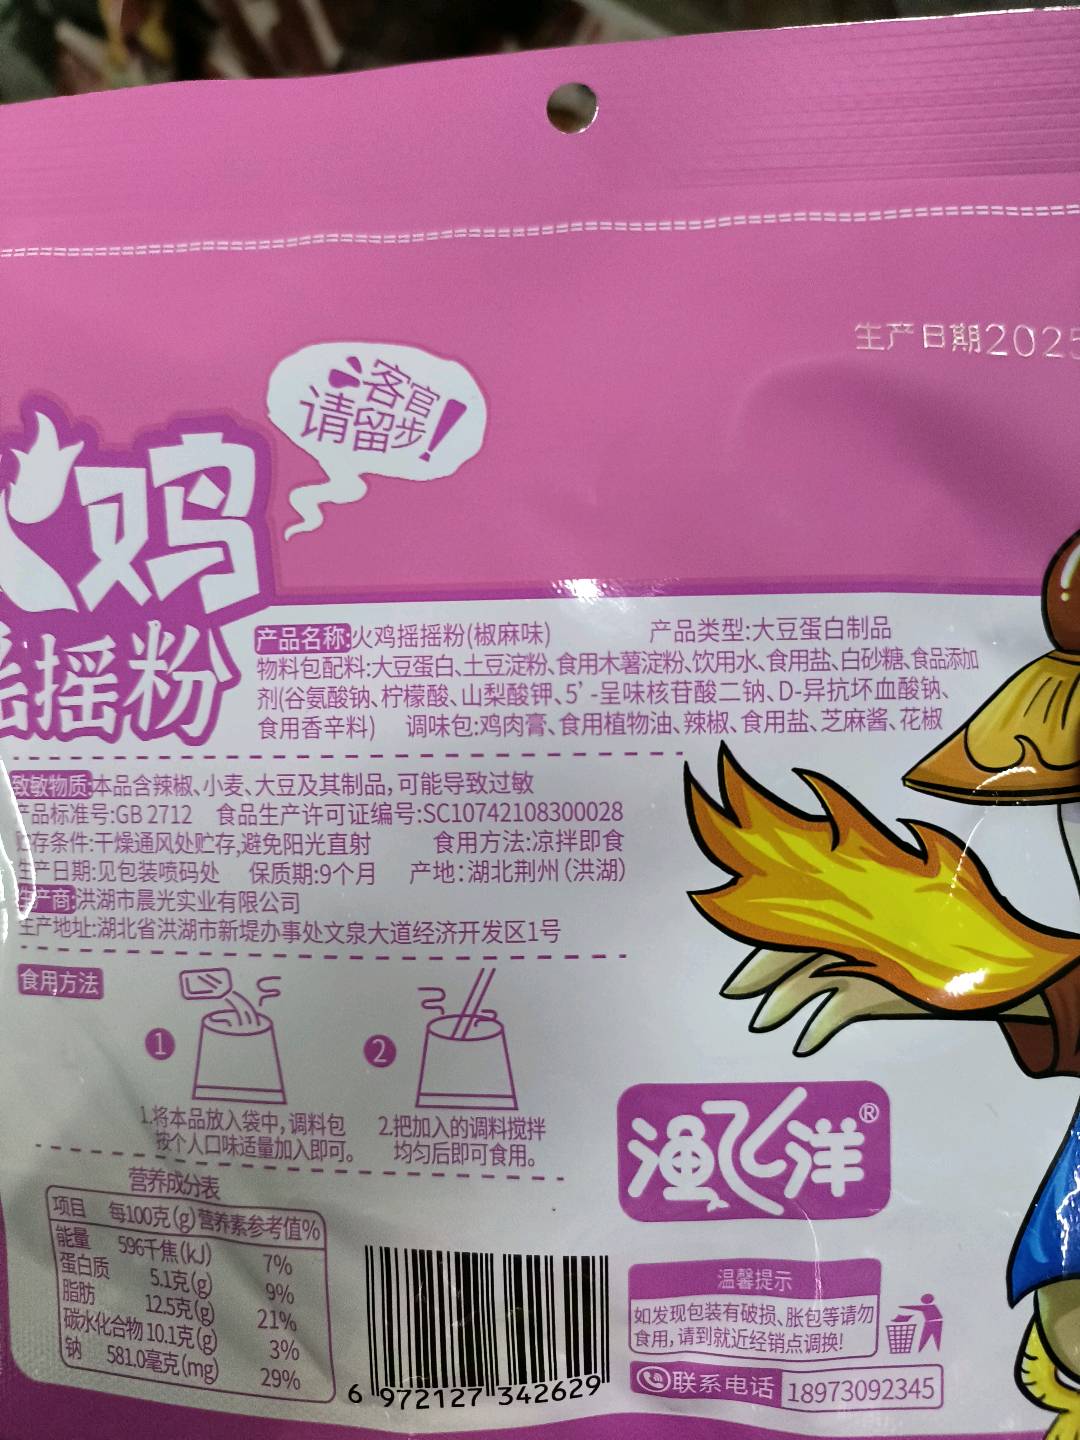 生产日期2025
客官
请留步!
火鸡
摇摇粉
产品名称:火鸡摇摇粉(椒麻味) 产品类型:大豆蛋白制品
物料包配料:大豆蛋白、土豆淀粉、食用木薯淀粉、饮用水、食用盐、白砂糖、食品添加
剂(谷氨酸钠、柠檬酸、山梨酸钾、5’-呈味核苷酸二钠、D-异抗坏血酸钠、
食用香辛料) 调味包:鸡肉膏、食用植物油、辣椒、食用盐、芝麻酱、花椒
致敏物质:本品含辣椒、小麦、大豆及其制品,可能导致过敏
产品标准号:GB 2712 食品生产许可证编号:SC10742108300028
贮存条件:干燥通风处贮存,避免阳光直射 食用方法:凉拌即食
生产日期:见包装喷码处 保质期:9个月 产地:湖北荆州(洪湖)
生产商:洪湖市晨光实业有限公司
生产地址:湖北省洪湖市新堤办事处文泉大道经济开发区1号
食用方法
1 2
1.将本品放入袋中,调料包
按个人口味适量加入即可。
2.把加入的调料搅拌
均匀后即可食用。
渔飞洋®
营养成分表
项目 每100克(g) 营养素参考值%
能量 596千焦(kJ) 7%
蛋白质 5.1克(g) 9%
脂肪 12.5克(g) 21%
碳水化合物 10.1克(g) 3%
钠 581.0毫克(mg) 29%
6 972127 342629
温馨提示
如发现包装有破损、胀包等请勿
食用,请到就近经销点调换!
联系电话 18973092345